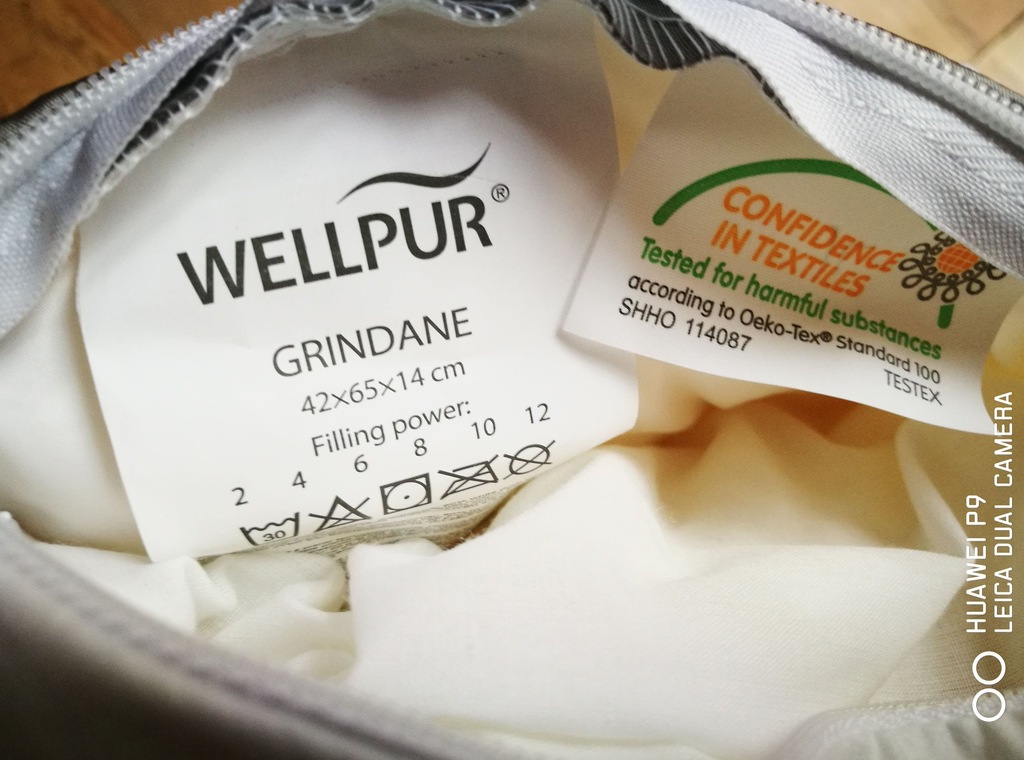 WELLPUR®
GRINDANE
42×65×14 cm
Filling power:
2 4 6 8 10 12
30
CONFIDENCE
IN TEXTILES
Tested for harmful substances
according to Oeko-Tex® Standard 100
SHHO 114087
TESTEX
HUAWEI P9
LEICA DUAL CAMERA